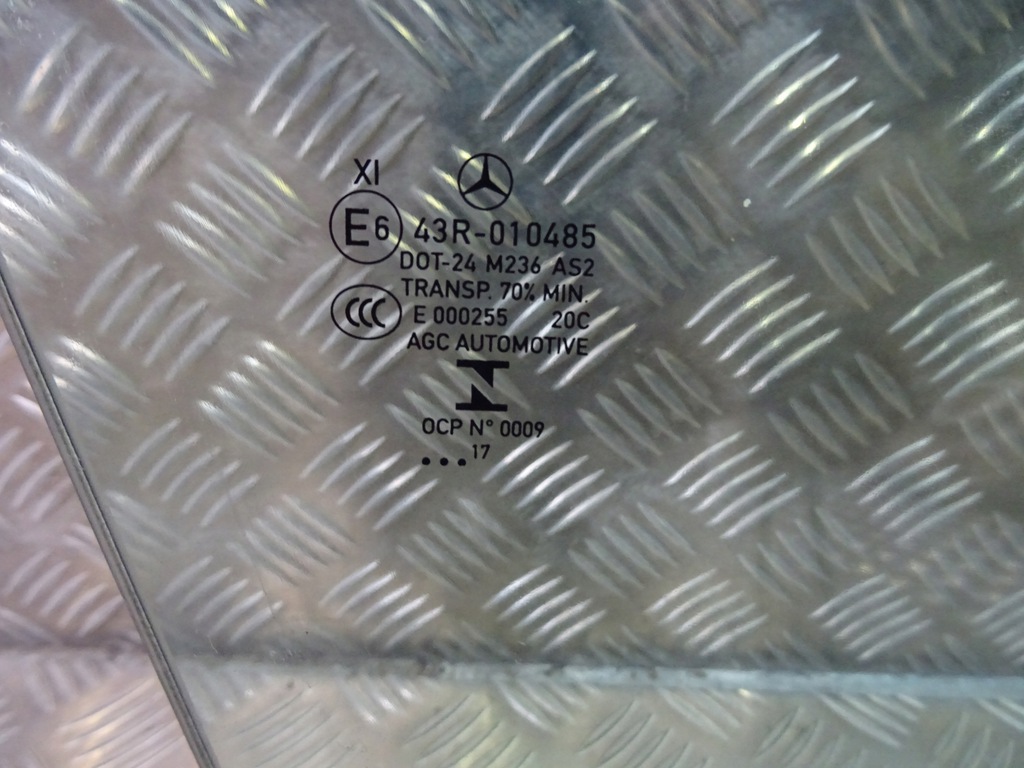 XI
E6 43R-010485
DOT-24 M236 AS2
TRANSP. 70% MIN.
CCC E 000255 20C
AGC AUTOMOTIVE
OCP N° 0009
...17